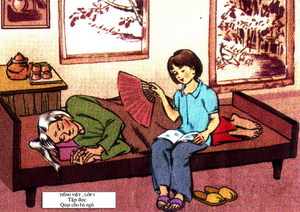 TIẾNG VIỆT _ LỚP 3
Tập đọc
Quạt cho bà ngủ